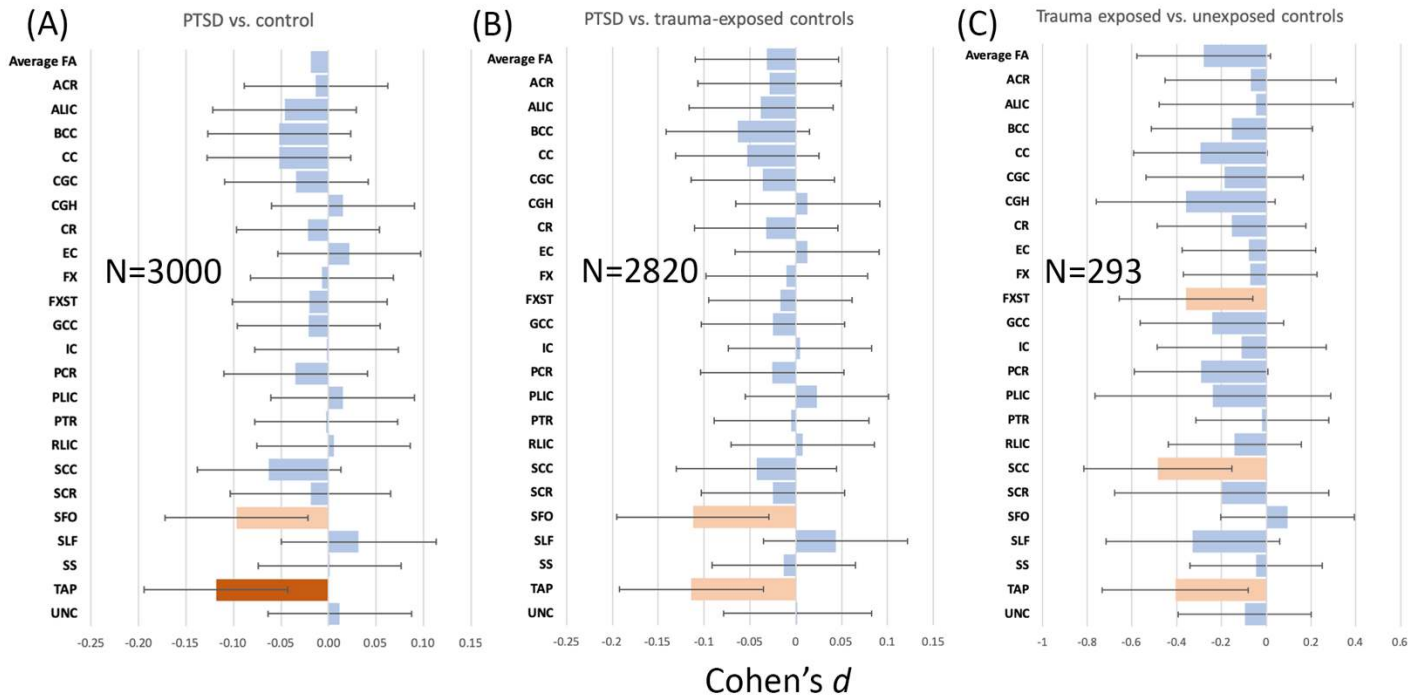 (A) PTSD vs. control
Average FA
ACR
ALIC
BCC
CC
CGC
CGH
CR
EC
FX
FXST
GCC
IC
PCR
PLIC
PTR
RLIC
SCC
SCR
SFO
SLF
SS
TAP
UNC
N=3000
-0.25 -0.20 -0.15 -0.10 -0.05 0.00 0.05 0.10 0.15
(B) PTSD vs. trauma-exposed controls
Average FA
ACR
ALIC
BCC
CC
CGC
CGH
CR
EC
FX
FXST
GCC
IC
PCR
PLIC
PTR
RLIC
SCC
SCR
SFO
SLF
SS
TAP
UNC
N=2820
-0.25 -0.2 -0.15 -0.1 -0.05 0 0.05 0.1 0.15
(C) Trauma exposed vs. unexposed controls
Average FA
ACR
ALIC
BCC
CC
CGC
CGH
CR
EC
FX
FXST
GCC
IC
PCR
PLIC
PTR
RLIC
SCC
SCR
SFO
SLF
SS
TAP
UNC
N=293
-1 -0.8 -0.6 -0.4 -0.2 0 0.2 0.4 0.6
Cohen's d